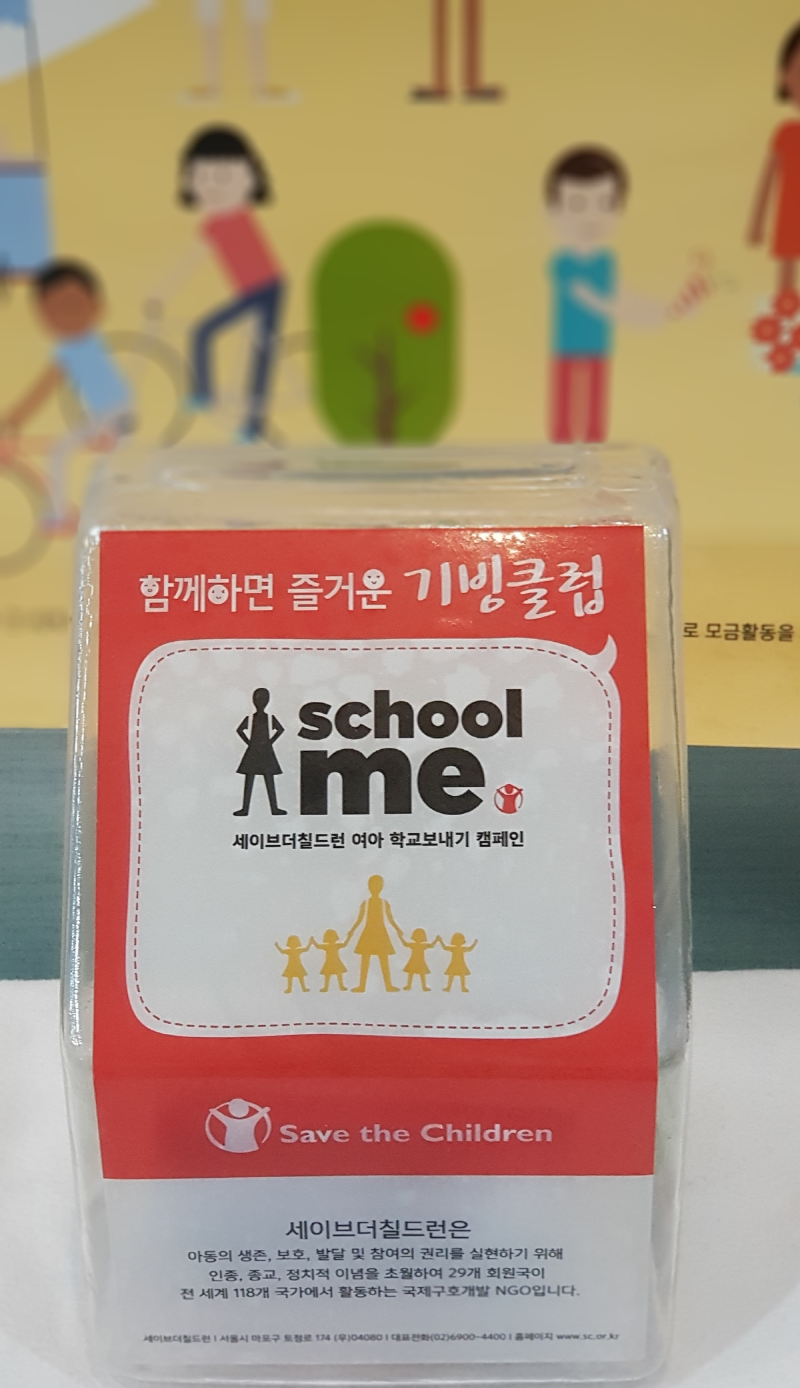 함께하면 즐거운 기빙클럽
로 모금활동을
school
me
세이브더칠드런 여아 학교보내기 캠페인
Save the Children
세이브더칠드런은
아동의 생존, 보호, 발달 및 참여의 권리를 실현하기 위해
인종, 종교, 정치적 이념을 초월하여 29개 회원국이
전 세계 118개 국가에서 활동하는 국제구호개발 NGO입니다.
세이브더칠드런 | 서울시 마포구 토정로 174 (우)04080 | 대표전화(02)6900-4400 | 홈페이지 www.sc.or.kr